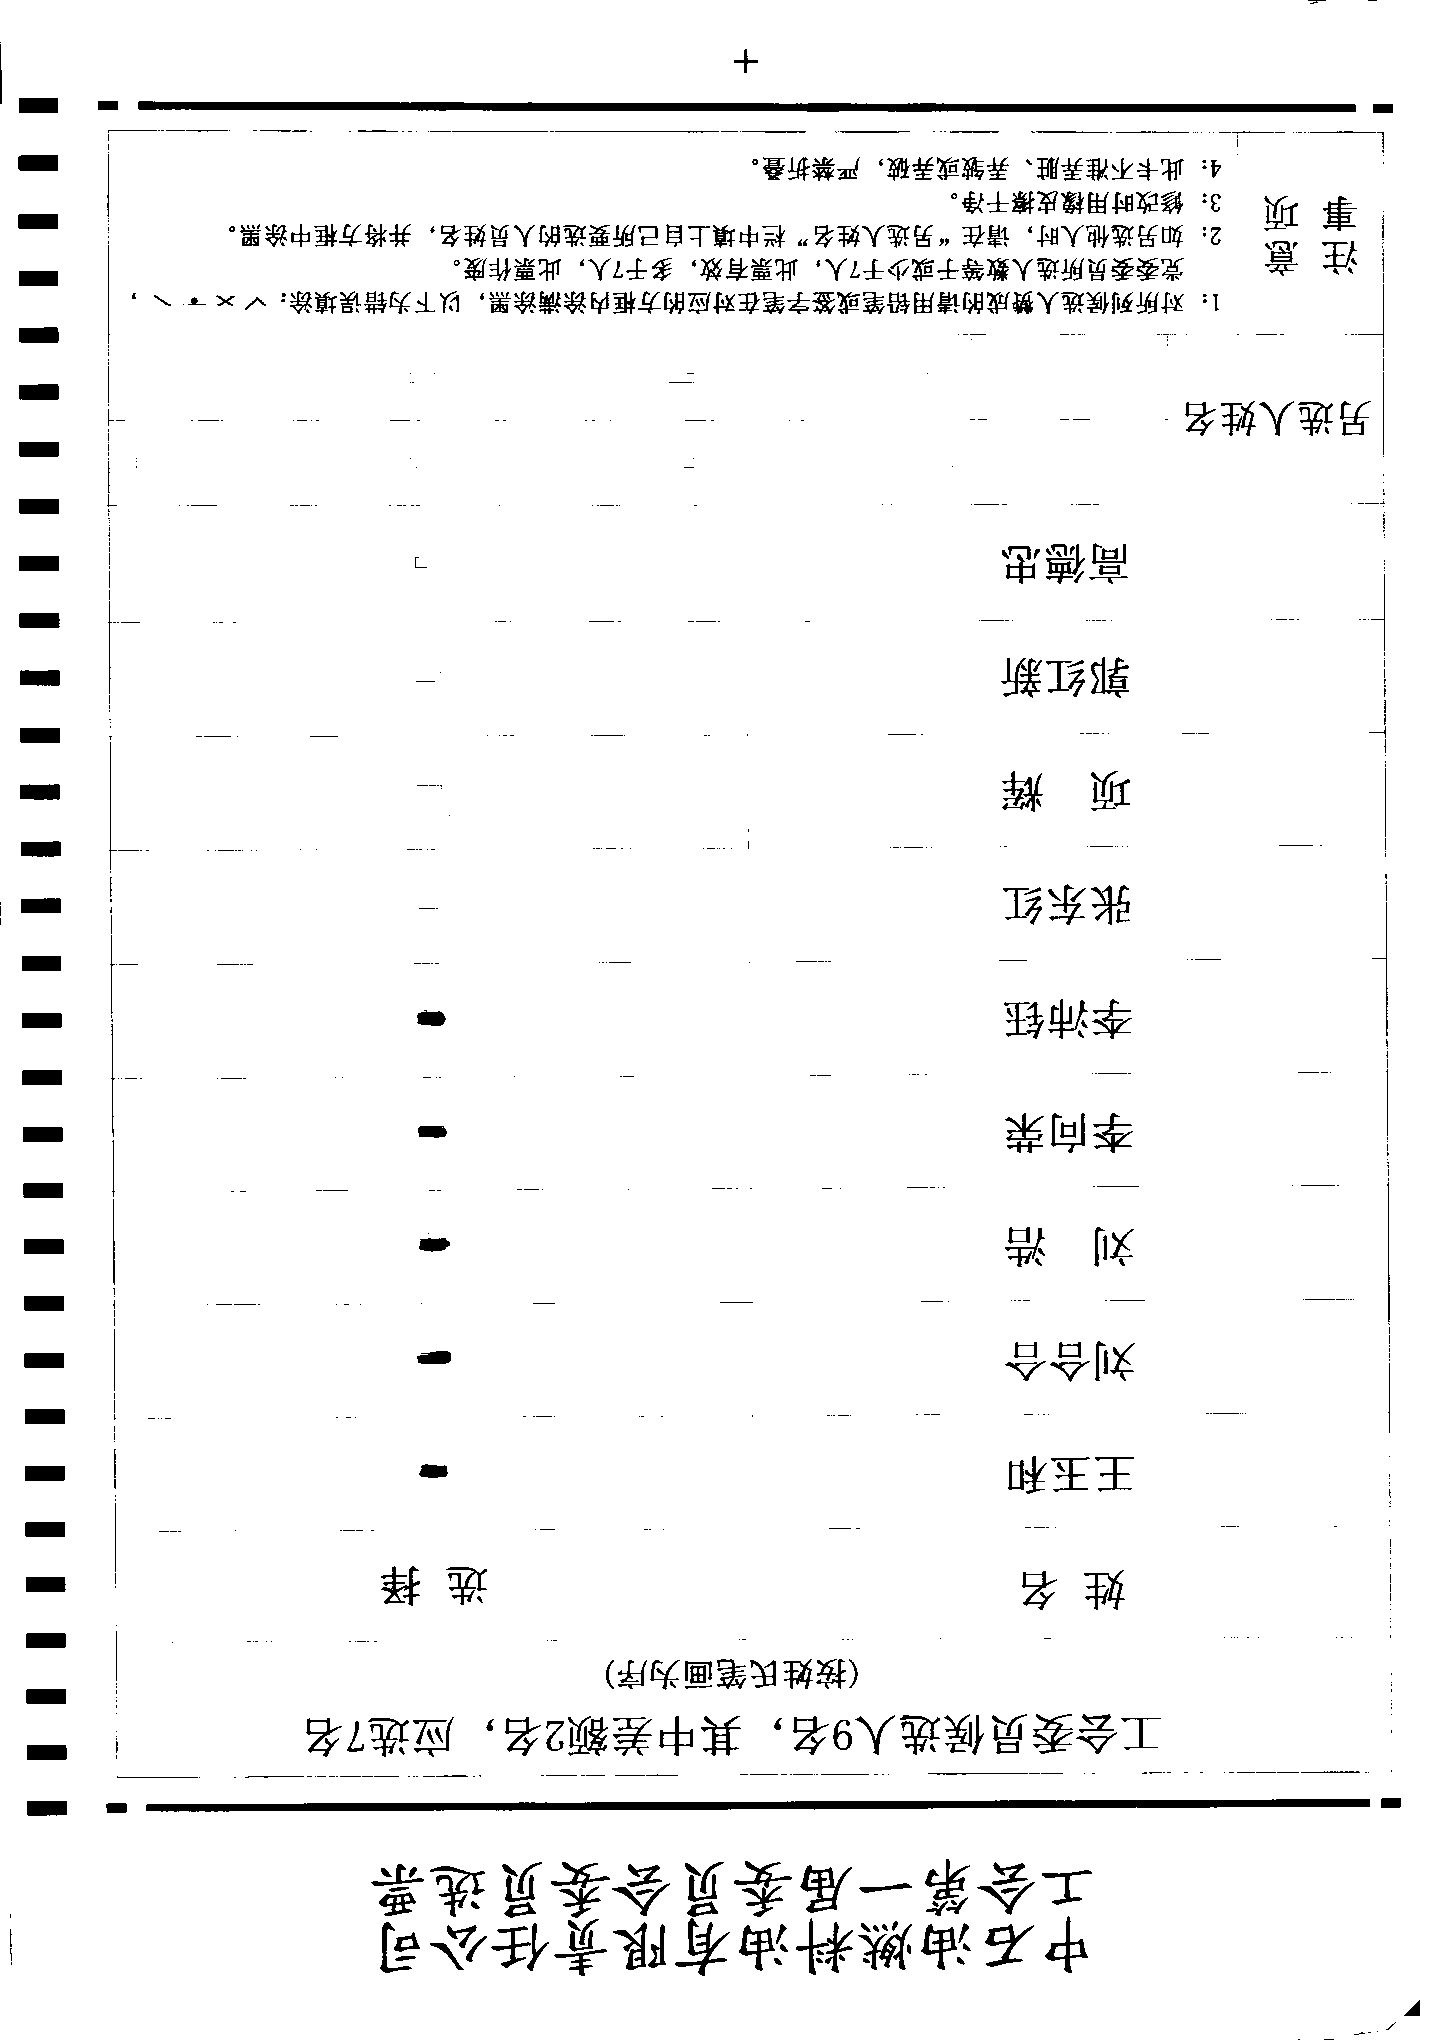 中石油燃料油有限责任公司
工会第一届委员会委员选票
工会委员候选人9名，其中差额2名，应选7名
(按姓氏笔画为序)
姓 名 选 择
王玉和
刘合合
刘 浩
李向荣
李沛钰
张东红
项 辉
郭红新
高德忠
另选人姓名
注意事项
1：对所列候选人赞成的请用铅笔或签字笔在对应的方框内涂满涂黑，以下为错误填涂：✓ × • ╲ ，
党委委员所选人数等于或少于7人，此票有效，多于7人，此票作废。
2：如另选他人时，请在“另选人姓名”栏中填上自己所要选的人员姓名，并将方框中涂黑。
3：修改时用橡皮擦干净。
4：此卡不准弄脏、弄皱或弄破，严禁折叠。